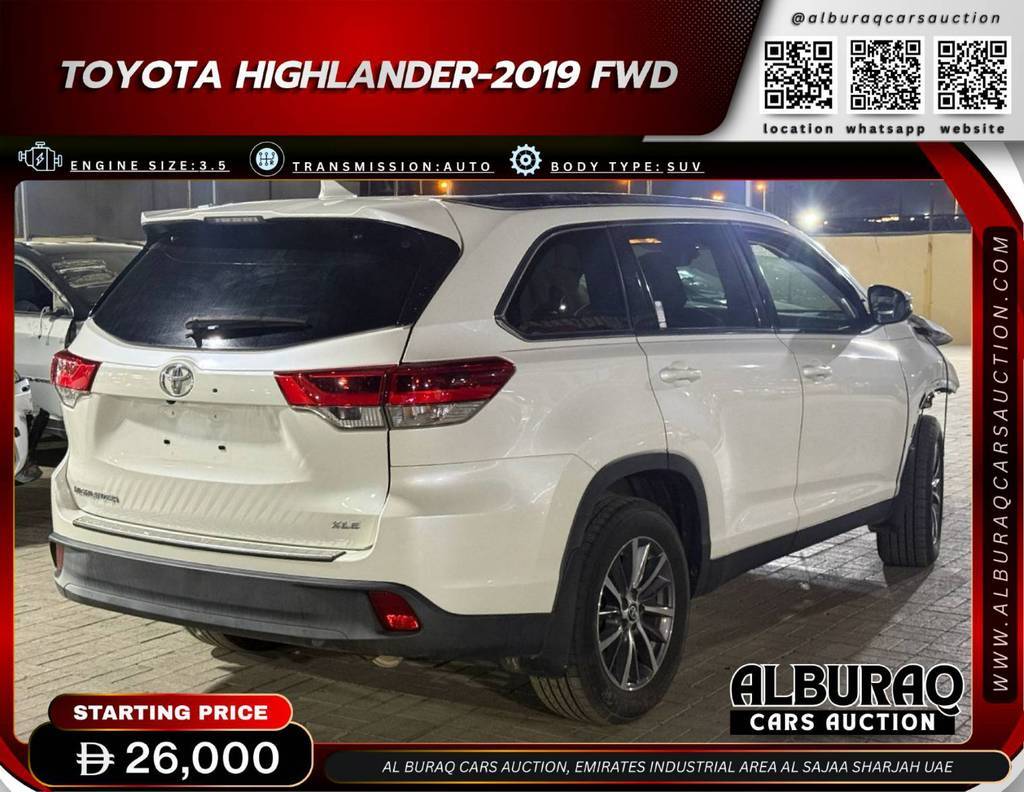 @alburaqcarsauction
TOYOTA HIGHLANDER-2019 FWD
location whatsapp website
ENGINE SIZE:3.5 TRANSMISSION:AUTO BODY TYPE: SUV
WWW.ALBURAQCARSAUCTION.COM
HIGHLANDER
XLE
ALBURAQ
CARS AUCTION
STARTING PRICE
26,000
AL BURAQ CARS AUCTION, EMIRATES INDUSTRIAL AREA AL SAJAA SHARJAH UAE